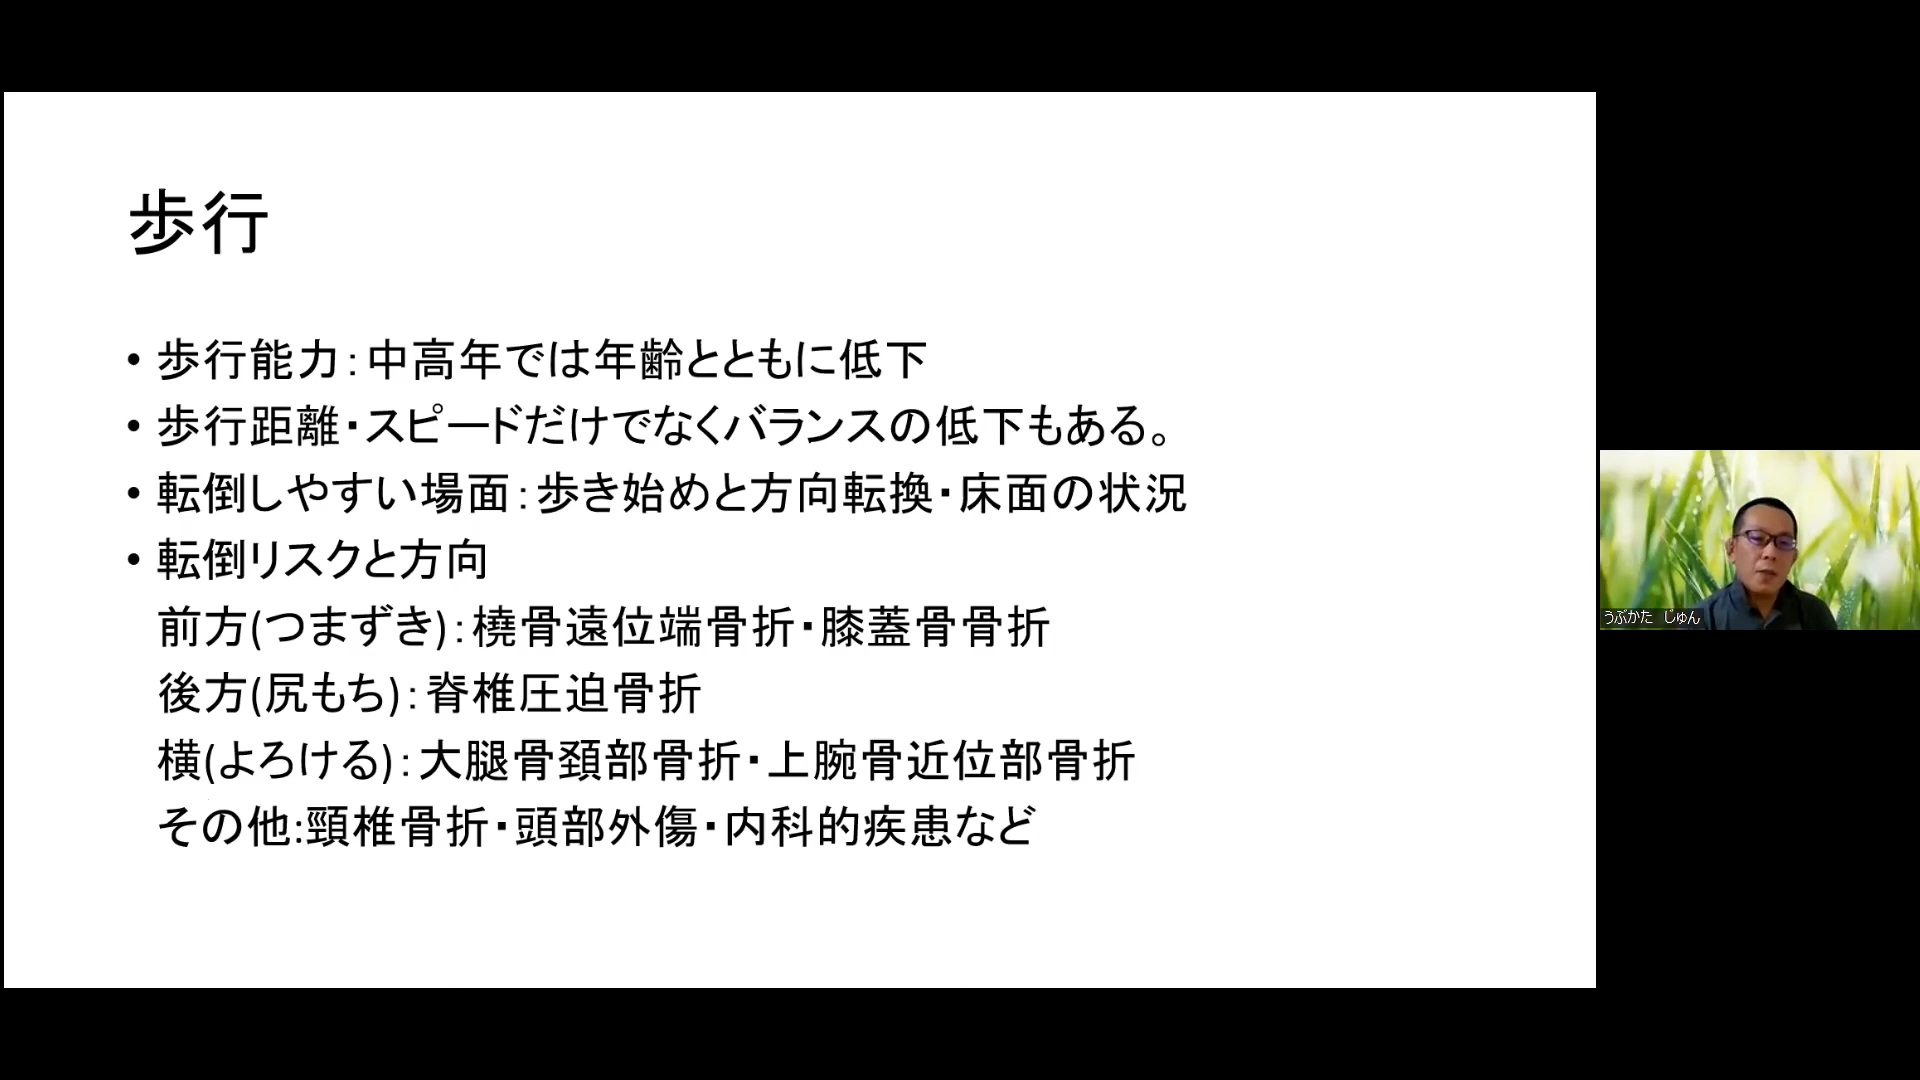 歩行
• 歩行能力：中高年では年齢とともに低下
• 歩行距離・スピードだけでなくバランスの低下もある。
• 転倒しやすい場面：歩き始めと方向転換・床面の状況
• 転倒リスクと方向
前方(つまずき)：橈骨遠位端骨折・膝蓋骨骨折
後方(尻もち)：脊椎圧迫骨折
横(よろける)：大腿骨頚部骨折・上腕骨近位部骨折
その他:頸椎骨折・頭部外傷・内科的疾患など
うぶかた　じゅん